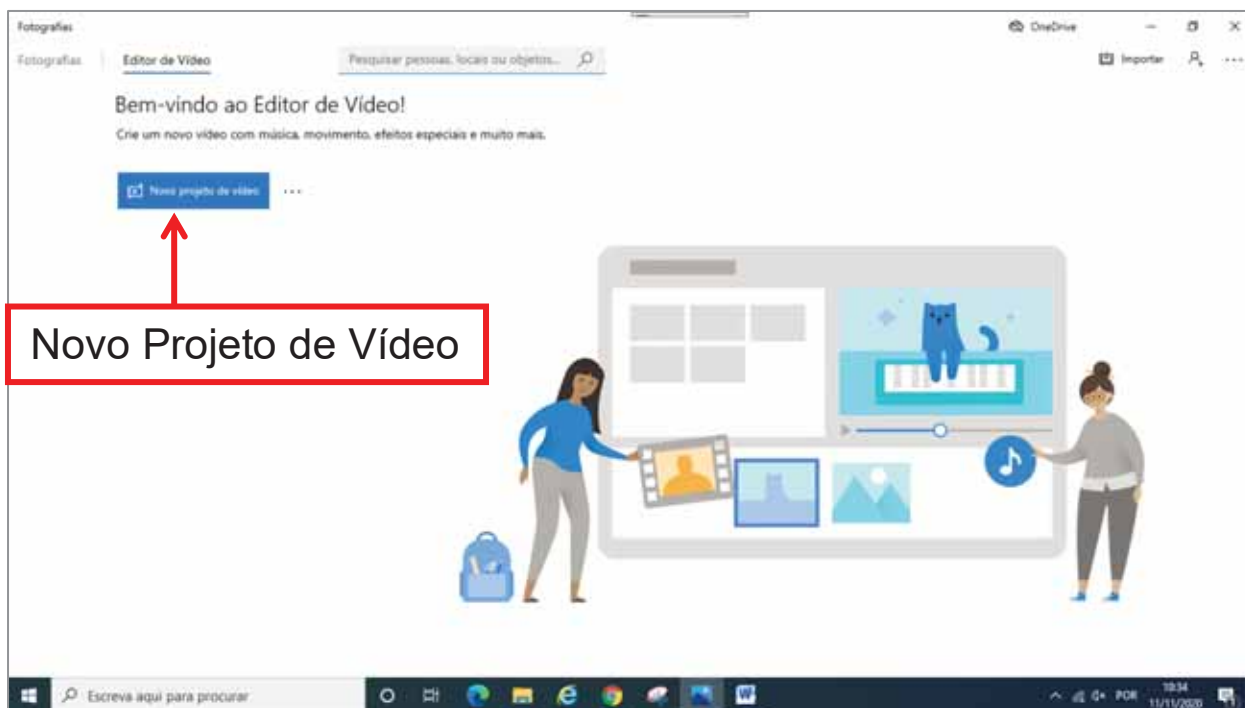 Fotografias
OneDrive
Fotografias
Editor de Vídeo
Pesquisar pessoas, locais ou objetos...
Importar
Bem-vindo ao Editor de Vídeo!
Crie um novo vídeo com música, movimento, efeitos especiais e muito mais.
Novo projeto de vídeo
Novo Projeto de Vídeo
Escreva aqui para procurar
POR
10:34
11/11/2020